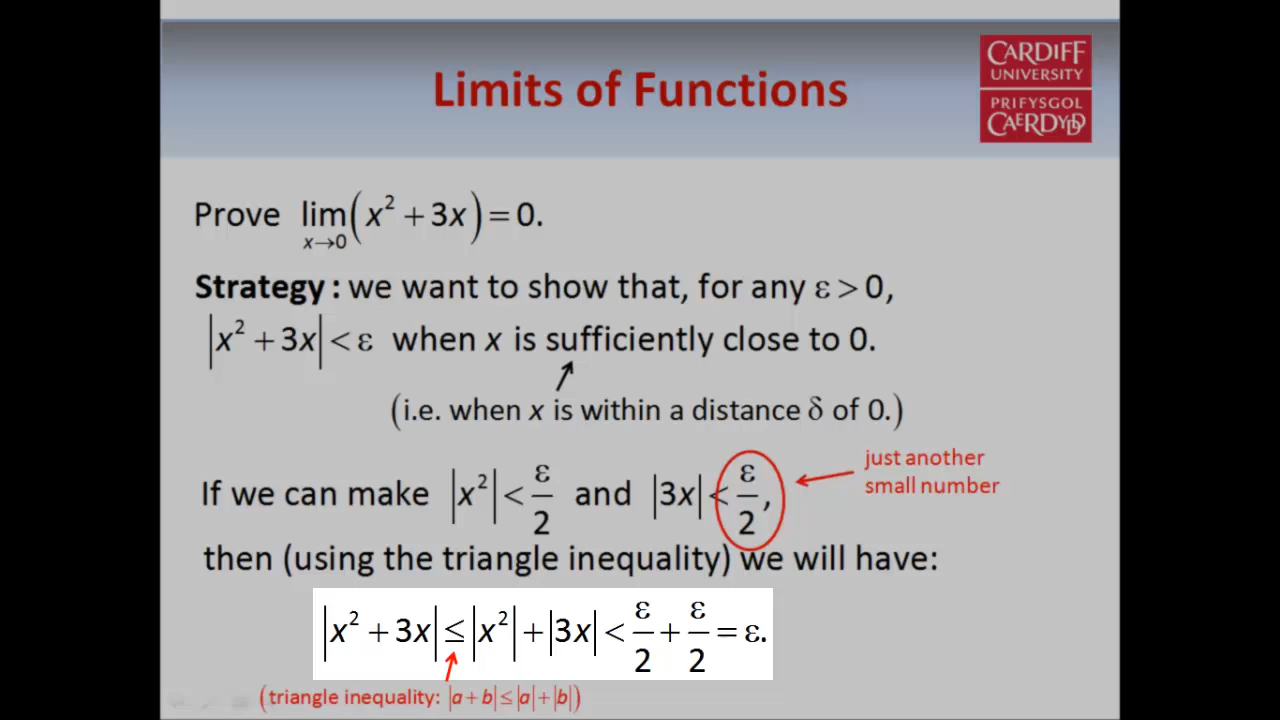 Limits of Functions
CARDIFF
UNIVERSITY
PRIFYSGOL
CAERDYDD
Prove lim(x² + 3x) = 0.
x→0
Strategy : we want to show that, for any ε > 0,
|x² + 3x| < ε when x is sufficiently close to 0.
(i.e. when x is within a distance δ of 0.)
just another
small number
If we can make |x²| < ε/2 and |3x| < ε/2,
then (using the triangle inequality) we will have:
|x² + 3x| ≤ |x²| + |3x| < ε/2 + ε/2 = ε.
(triangle inequality: |a + b| ≤ |a| + |b|)